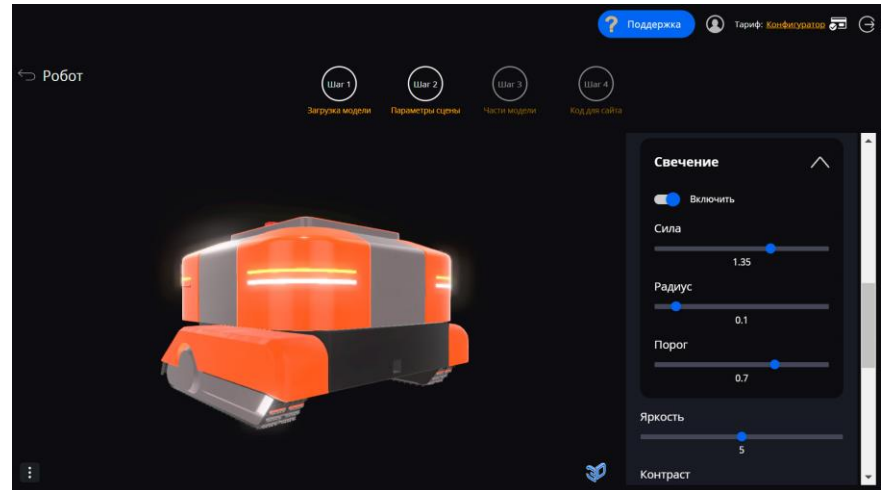 ? Поддержка
Тариф: Конфигуратор
Робот
Шаг 1
Загрузка модели
Шаг 2
Параметры сцены
Шаг 3
Части модели
Шаг 4
Код для сайта
Свечение
Включить
Сила
1.35
Радиус
0.1
Порог
0.7
Яркость
5
Контраст
3D